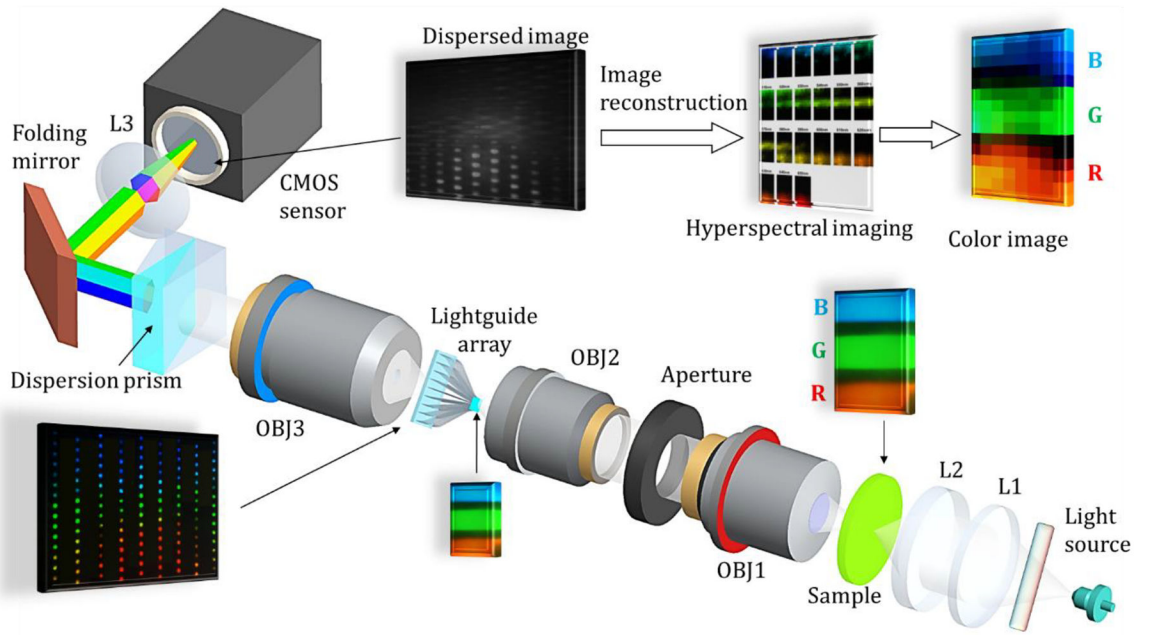 Dispersed image
Image
reconstruction
B
G
R
L3
Folding
mirror
CMOS
sensor
Hyperspectral imaging
Color image
Lightguide
array
OBJ2
B
G
R
Aperture
Dispersion prism
OBJ3
L2
L1
Light
source
OBJ1
Sample